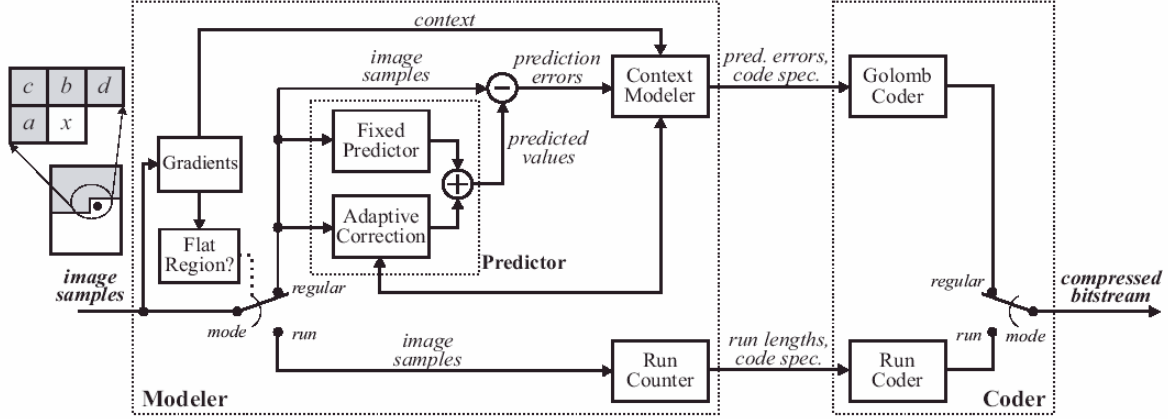 context
image
samples
prediction
errors
pred. errors,
code spec.
c b d
a x
Gradients
Flat
Region?
Fixed
Predictor
Adaptive
Correction
−
+
predicted
values
Predictor
Context
Modeler
Golomb
Coder
image
samples
regular
mode
run
image
samples
Run
Counter
run lengths,
code spec.
Run
Coder
regular
run
mode
compressed
bitstream
Modeler
Coder